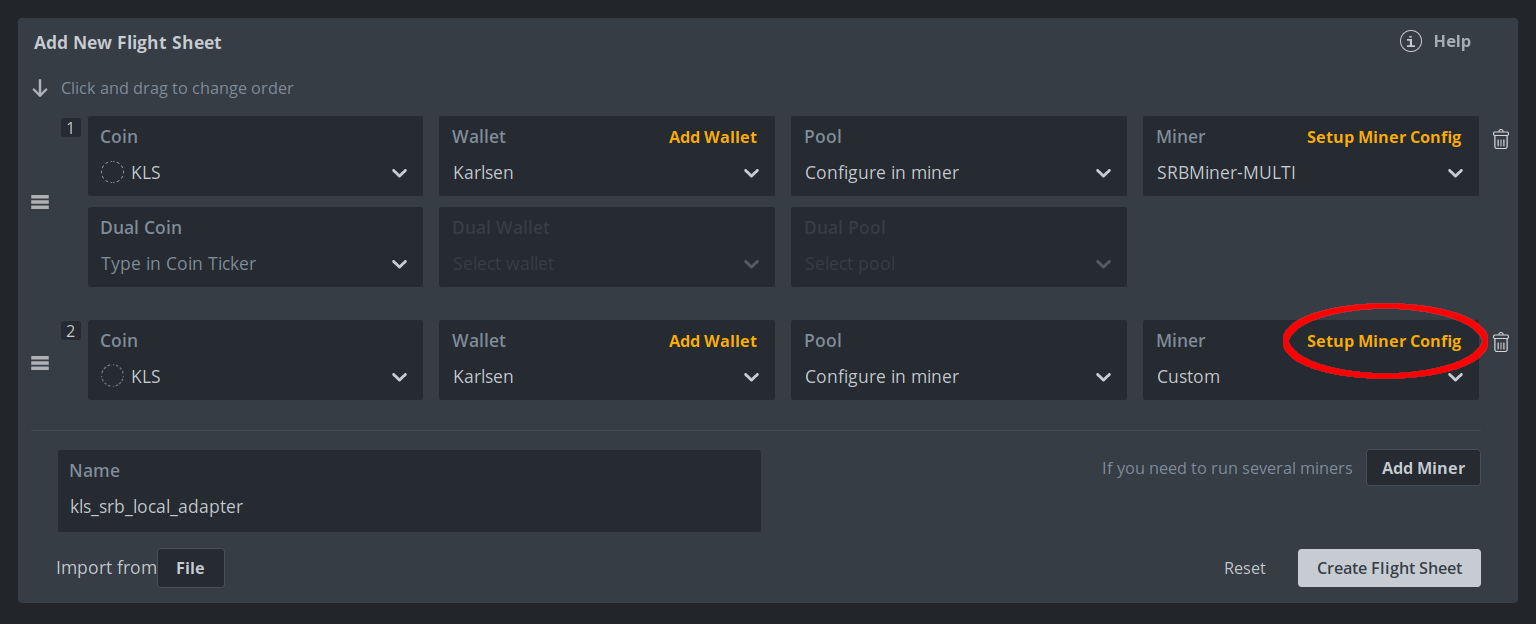 Add New Flight Sheet
Help
Click and drag to change order
1
Coin
KLS
Wallet
Add Wallet
Karlsen
Pool
Configure in miner
Miner
Setup Miner Config
SRBMiner-MULTI
Dual Coin
Type in Coin Ticker
Dual Wallet
Select wallet
Dual Pool
Select pool
2
Coin
KLS
Wallet
Add Wallet
Karlsen
Pool
Configure in miner
Miner
Setup Miner Config
Custom
Name
kls_srb_local_adapter
If you need to run several miners
Add Miner
Import from
File
Reset
Create Flight Sheet